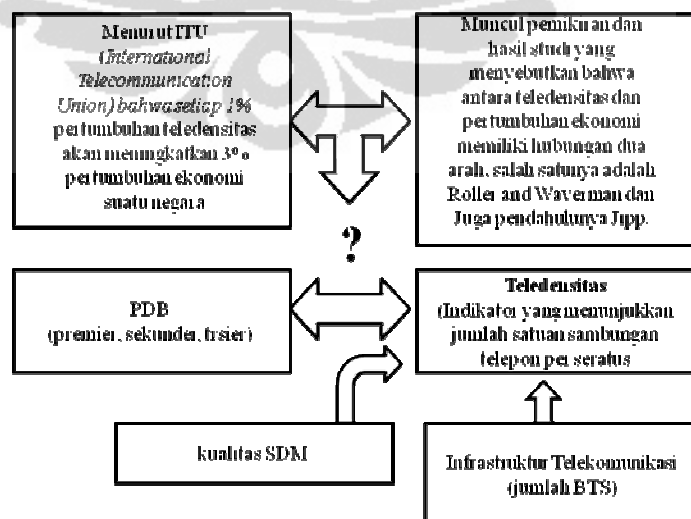 Menurut ITU
(International
Telecommunication
Union) bahwa setiap 1%
pertumbuhan teledensitas
akan meningkatkan 3%
pertumbuhan ekonomi
suatu negara
Muncul pemikiran dan
hasil studi yang
menyebutkan bahwa
antara teledensitas dan
pertumbuhan ekonomi
memiliki hubungan dua
arah, salah satunya adalah
Roller and Waverman dan
Juga pendahulunya Jipp.
?
PDB
(premier, sekunder, trsier)
Teledensitas
(Indikator yang menunjukkan
jumlah satuan sambungan
telepon per seratus
kualitas SDM
Infrastruktur Telekomunikasi
(jumlah BTS)